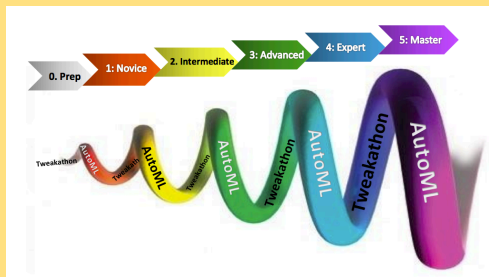 0. Prep
1: Novice
2. Intermediate
3: Advanced
4: Expert
5: Master
Tweakathon
AutoML
Tweakath
AutoML
Tweakathon
AutoML
Tweakathon
AutoML
Tweakathon
AutoML